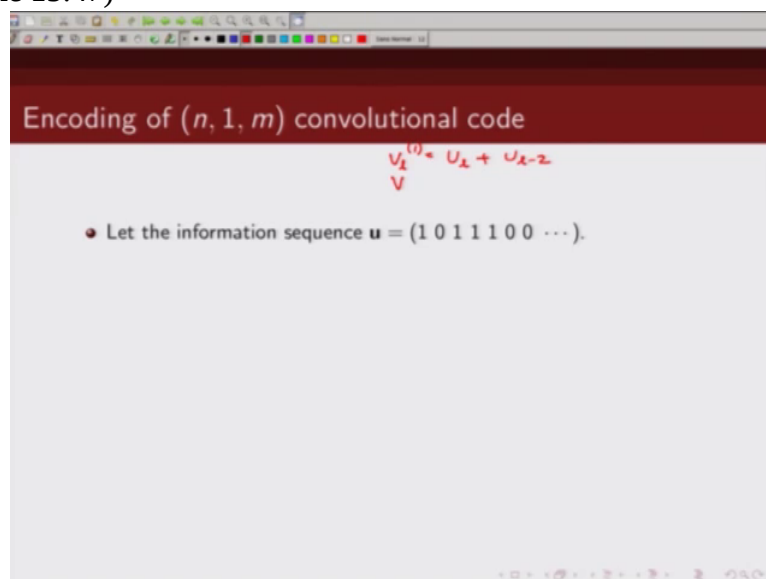 Encoding of (n, 1, m) convolutional code
v_l^(1) = u_l + u_l-2
v
• Let the information sequence u = (1 0 1 1 1 0 0 ···).